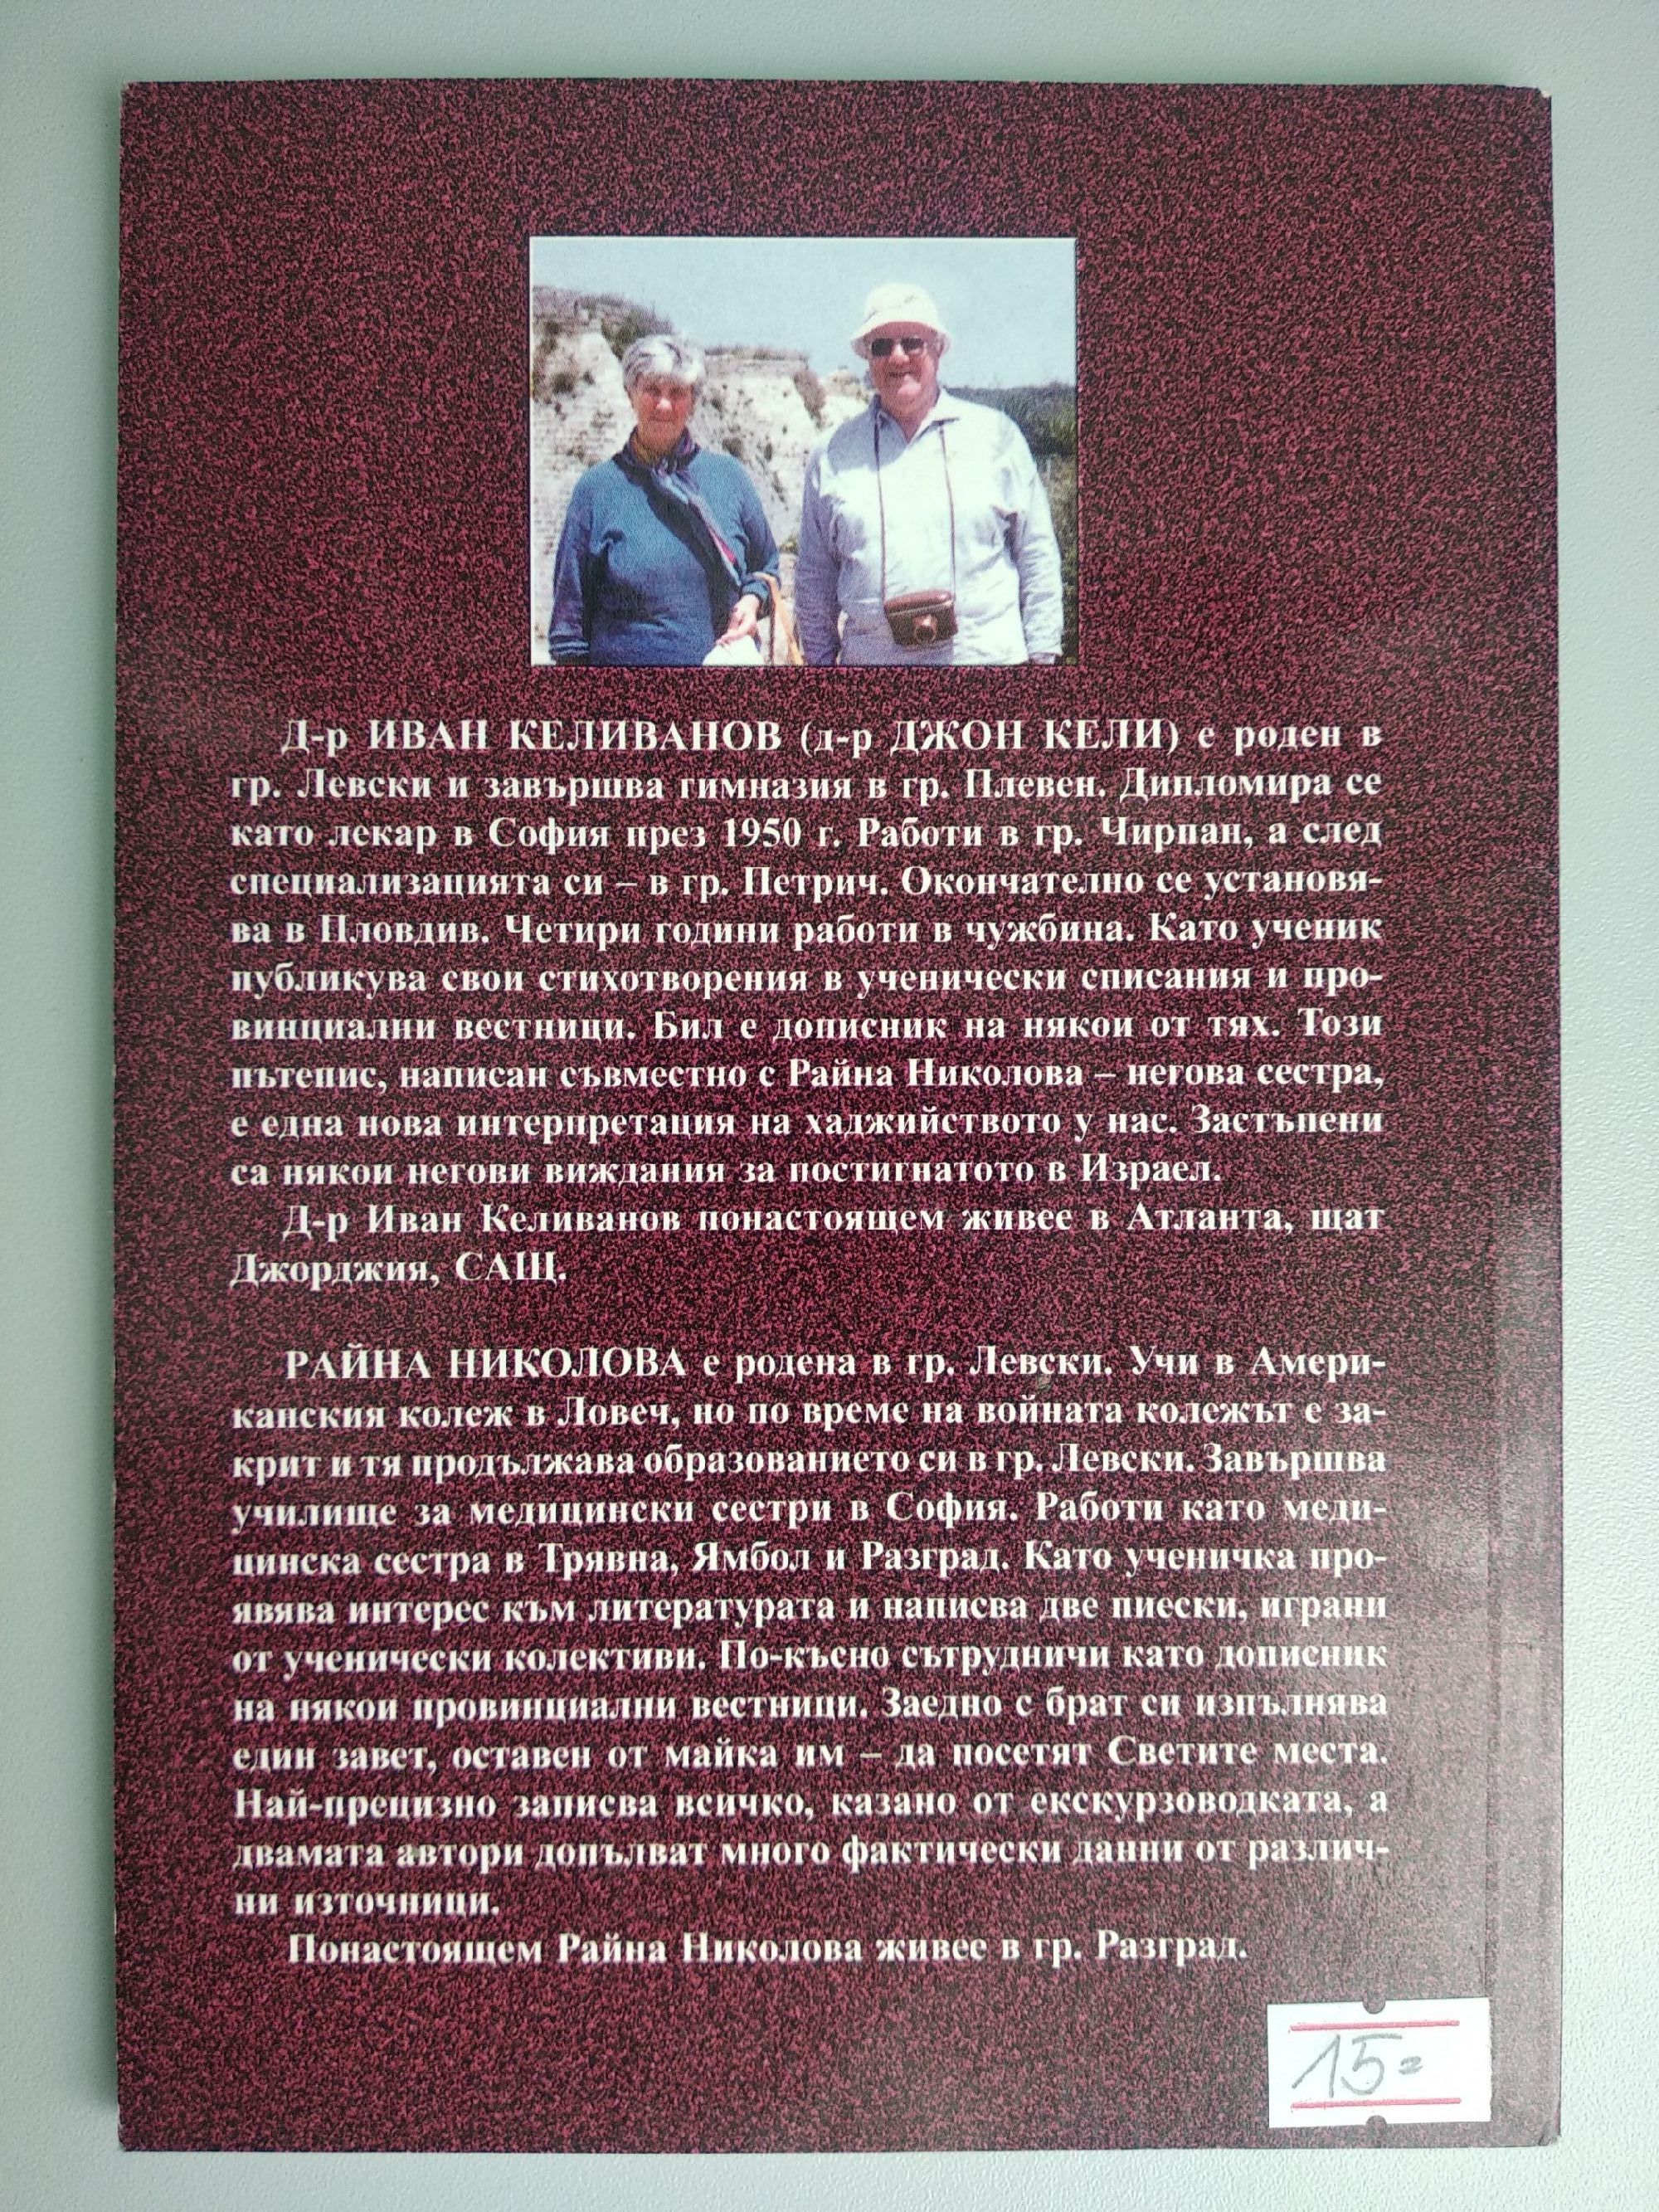 Д-р ИВАН КЕЛИВАНОВ (д-р ДЖОН КЕЛИ) е роден в
гр. Левски и завършва гимназия в гр. Плевен. Дипломира се
като лекар в София през 1950 г. Работи в гр. Чирпан, а след
специализацията си – в гр. Петрич. Окончателно се установя-
ва в Пловдив. Четири години работи в чужбина. Като ученик
публикува свои стихотворения в ученически списания и про-
винциални вестници. Бил е дописник на някои от тях. Този
пътепис, написан съвместно с Райна Николова – негова сестра,
е една нова интерпретация на хаджийството у нас. Застъпени
са някои негови виждания за постигнатото в Израел.
Д-р Иван Келиванов понастоящем живее в Атланта, щат
Джорджия, САЩ.
РАЙНА НИКОЛОВА е родена в гр. Левски. Учи в Амери-
канския колеж в Ловеч, но по време на войната колежът е за-
крит и тя продължава образованието си в гр. Левски. Завършва
училище за медицински сестри в София. Работи като меди-
цинска сестра в Трявна, Ямбол и Разград. Като ученичка про-
явява интерес към литературата и написва две пиески, играни
от ученически колективи. По-късно сътрудничи като дописник
на някои провинциални вестници. Заедно с брат си изпълнява
един завет, оставен от майка им – да посетят Светите места.
Най-прецизно записва всичко, казано от екскурзоводката, а
двамата автори допълват много фактически данни от различ-
ни източници.
Понастоящем Райна Николова живее в гр. Разград.
15=